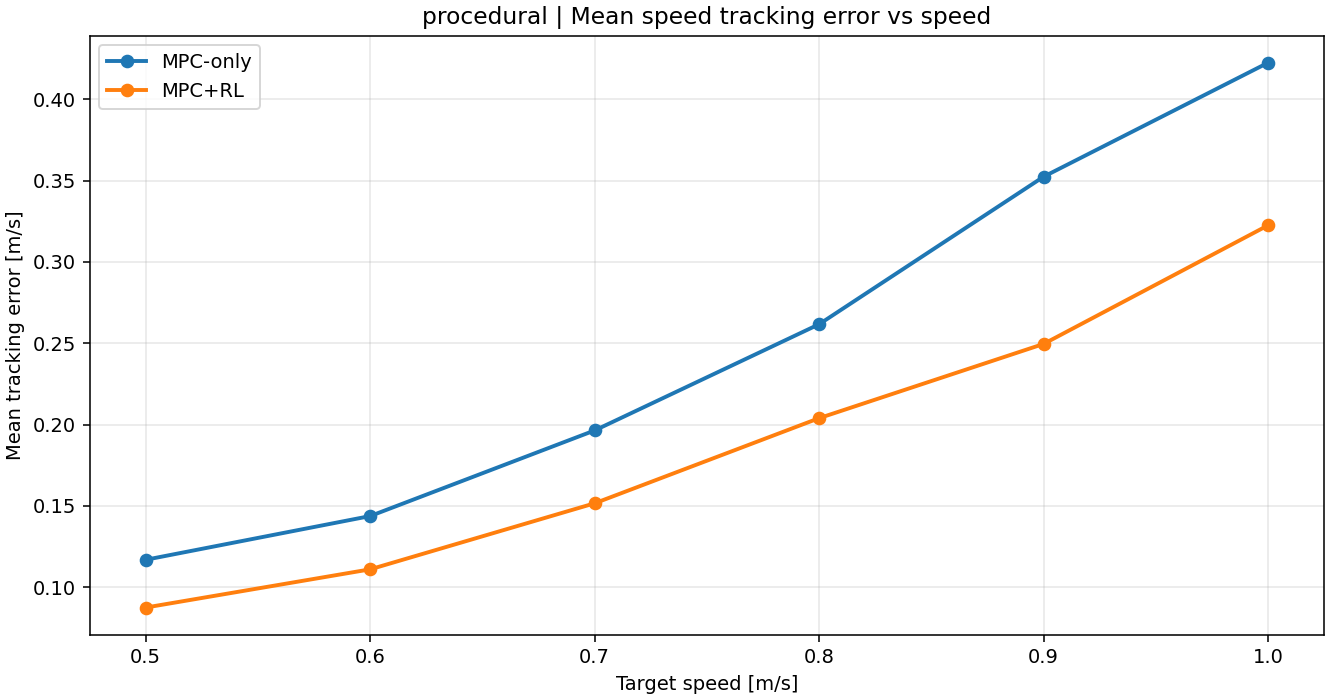 procedural | Mean speed tracking error vs speed
MPC-only
MPC+RL
0.40
0.35
0.30
0.25
0.20
0.15
0.10
Mean tracking error [m/s]
0.5 0.6 0.7 0.8 0.9 1.0
Target speed [m/s]